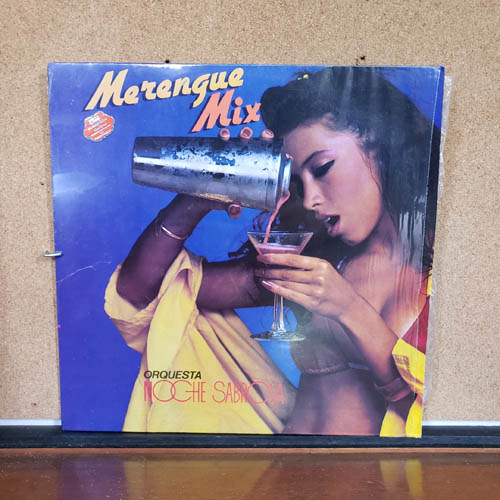 Merengue
Mix
ORQUESTA
NOCHE SABROSA